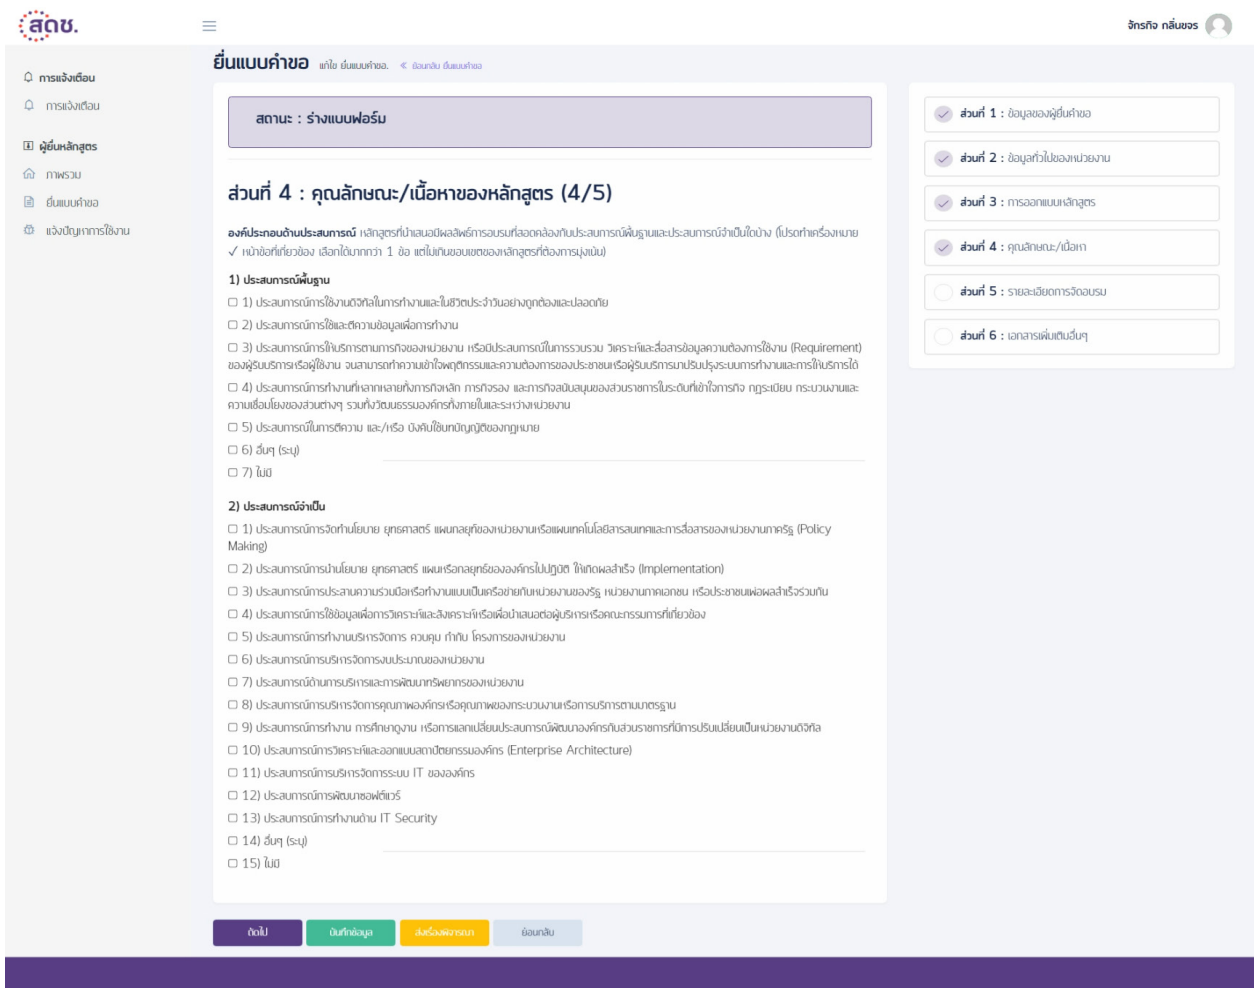 สดช.
จักรกิจ กลิ่นขจร
การแจ้งเตือน
การแจ้งเตือน
ผู้ยื่นหลักสูตร
ภาพรวม
ยื่นแบบคำขอ
แจ้งปัญหาการใช้งาน
ยื่นแบบคำขอ แก้ไข ยื่นแบบคำขอ. ย้อนกลับ ยื่นแบบคำขอ
สถานะ : ร่างแบบฟอร์ม
ส่วนที่ 4 : คุณลักษณะ/เนื้อหาของหลักสูตร (4/5)
องค์ประกอบด้านประสบการณ์ หลักสูตรที่นำเสนอมีผลลัพธ์การอบรมที่สอดคล้องกับประสบการณ์พื้นฐานและประสบการณ์จำเป็นใดบ้าง (โปรดทำเครื่องหมาย
✓ หน้าข้อที่เกี่ยวข้อง เลือกได้มากกว่า 1 ข้อ แต่ไม่เกินขอบเขตของหลักสูตรที่ต้องการมุ่งเน้น)
1) ประสบการณ์พื้นฐาน
1) ประสบการณ์การใช้งานดิจิทัลในการทำงานและในชีวิตประจำวันอย่างถูกต้องและปลอดภัย
2) ประสบการณ์การใช้และตีความข้อมูลเพื่อการทำงาน
3) ประสบการณ์การให้บริการตามภารกิจของหน่วยงาน หรือมีประสบการณ์ในการรวบรวม วิเคราะห์และสื่อสารข้อมูลความต้องการใช้งาน (Requirement)
ของผู้รับบริการหรือผู้ใช้งาน จนสามารถทำความเข้าใจพฤติกรรมและความต้องการของประชาชนหรือผู้รับบริการมาปรับปรุงระบบการทำงานและการให้บริการได้
4) ประสบการณ์การทำงานที่หลากหลายทั้งภารกิจหลัก ภารกิจรอง และภารกิจสนับสนุนของส่วนราชการในระดับที่เข้าใจภารกิจ กฎระเบียบ กระบวนงานและ
ความเชื่อมโยงของส่วนต่างๆ รวมทั้งวัฒนธรรมองค์กรทั้งภายในและระหว่างหน่วยงาน
5) ประสบการณ์ในการตีความ และ/หรือ บังคับใช้บทบัญญัติของกฎหมาย
6) อื่นๆ (ระบุ)
7) ไม่มี
2) ประสบการณ์จำเป็น
1) ประสบการณ์การจัดทำนโยบาย ยุทธศาสตร์ แผนกลยุทธ์ของหน่วยงานหรือแผนเทคโนโลยีสารสนเทศและการสื่อสารของหน่วยงานภาครัฐ (Policy
Making)
2) ประสบการณ์การนำนโยบาย ยุทธศาสตร์ แผนหรือกลยุทธ์ขององค์กรไปปฏิบัติ ให้เกิดผลสำเร็จ (Implementation)
3) ประสบการณ์การประสานความร่วมมือหรือทำงานแบบเป็นเครือข่ายกับหน่วยงานของรัฐ หน่วยงานภาคเอกชน หรือประชาชนเพื่อผลสำเร็จร่วมกัน
4) ประสบการณ์การใช้ข้อมูลเพื่อการวิเคราะห์และสังเคราะห์หรือเพื่อนำเสนอต่อผู้บริหารหรือคณะกรรมการที่เกี่ยวข้อง
5) ประสบการณ์การทำงานบริหารจัดการ ควบคุม กำกับ โครงการของหน่วยงาน
6) ประสบการณ์การบริหารจัดการงบประมาณของหน่วยงาน
7) ประสบการณ์ด้านการบริหารและการพัฒนาทรัพยากรของหน่วยงาน
8) ประสบการณ์การบริหารจัดการคุณภาพองค์กรหรือคุณภาพของกระบวนงานหรือการบริการตามมาตรฐาน
9) ประสบการณ์การทำงาน การศึกษาดูงาน หรือการแลกเปลี่ยนประสบการณ์พัฒนาองค์กรกับส่วนราชการที่มีการปรับเปลี่ยนเป็นหน่วยงานดิจิทัล
10) ประสบการณ์การวิเคราะห์และออกแบบสถาปัตยกรรมองค์กร (Enterprise Architecture)
11) ประสบการณ์การบริหารจัดการระบบ IT ขององค์กร
12) ประสบการณ์การพัฒนาซอฟต์แวร์
13) ประสบการณ์การทำงานด้าน IT Security
14) อื่นๆ (ระบุ)
15) ไม่มี
ถัดไป บันทึกข้อมูล ส่งเรื่องพิจารณา ย้อนกลับ
ส่วนที่ 1 : ข้อมูลของผู้ยื่นคำขอ
ส่วนที่ 2 : ข้อมูลทั่วไปของหน่วยงาน
ส่วนที่ 3 : การออกแบบหลักสูตร
ส่วนที่ 4 : คุณลักษณะ/เนื้อหา
ส่วนที่ 5 : รายละเอียดการจัดอบรม
ส่วนที่ 6 : เอกสารเพิ่มเติมอื่นๆ